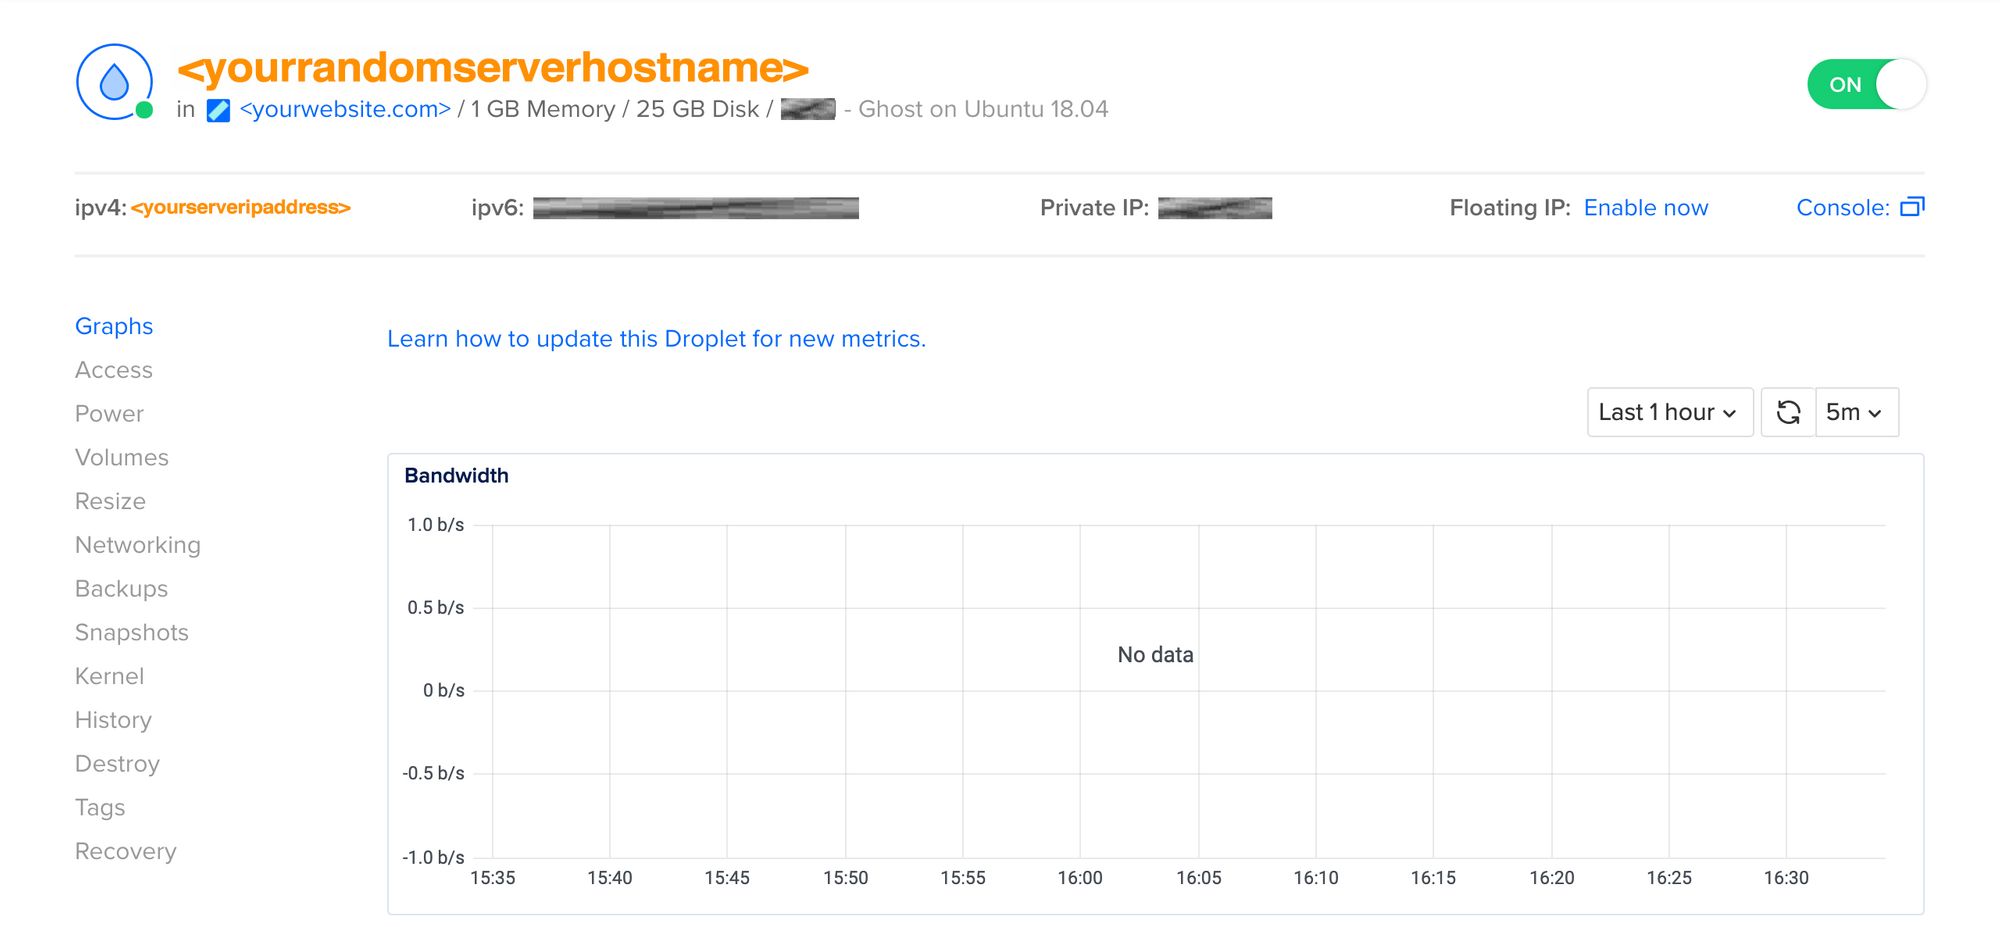 <yourrandomserverhostname>
in <yourwebsite.com> / 1 GB Memory / 25 GB Disk / - Ghost on Ubuntu 18.04
ON
ipv4: <yourserveripaddress> ipv6: Private IP: Floating IP: Enable now Console:
Graphs
Access
Power
Volumes
Resize
Networking
Backups
Snapshots
Kernel
History
Destroy
Tags
Recovery
Learn how to update this Droplet for new metrics.
Last 1 hour 5m
Bandwidth
1.0 b/s
0.5 b/s
0 b/s
-0.5 b/s
-1.0 b/s
No data
15:35 15:40 15:45 15:50 15:55 16:00 16:05 16:10 16:15 16:20 16:25 16:30